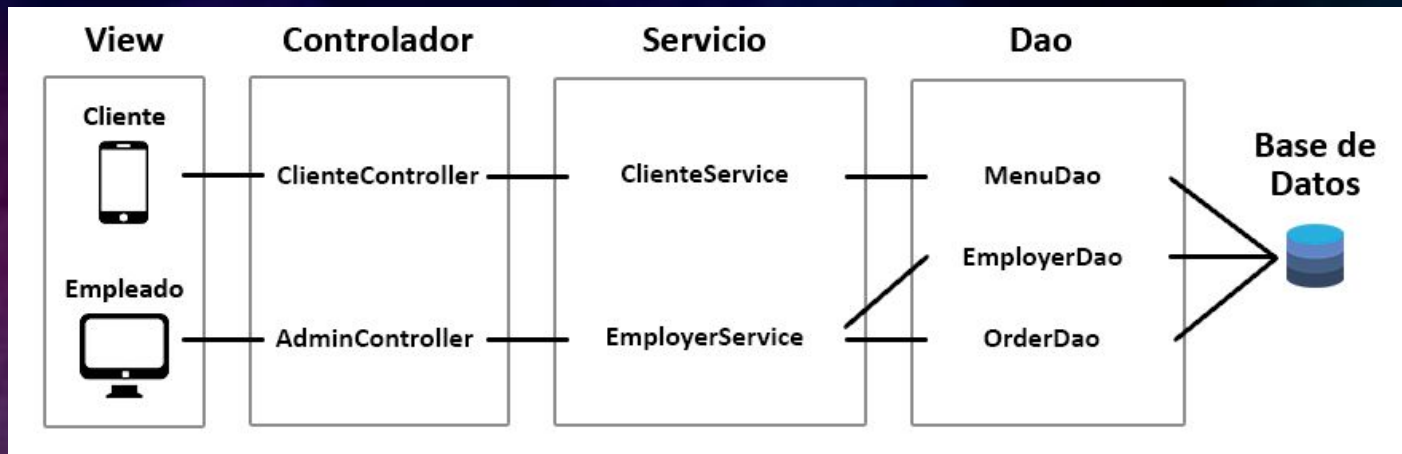 View
Controlador
Servicio
Dao
Cliente
ClienteController
ClienteService
MenuDao
Base de
Datos
EmployerDao
Empleado
AdminController
EmployerService
OrderDao